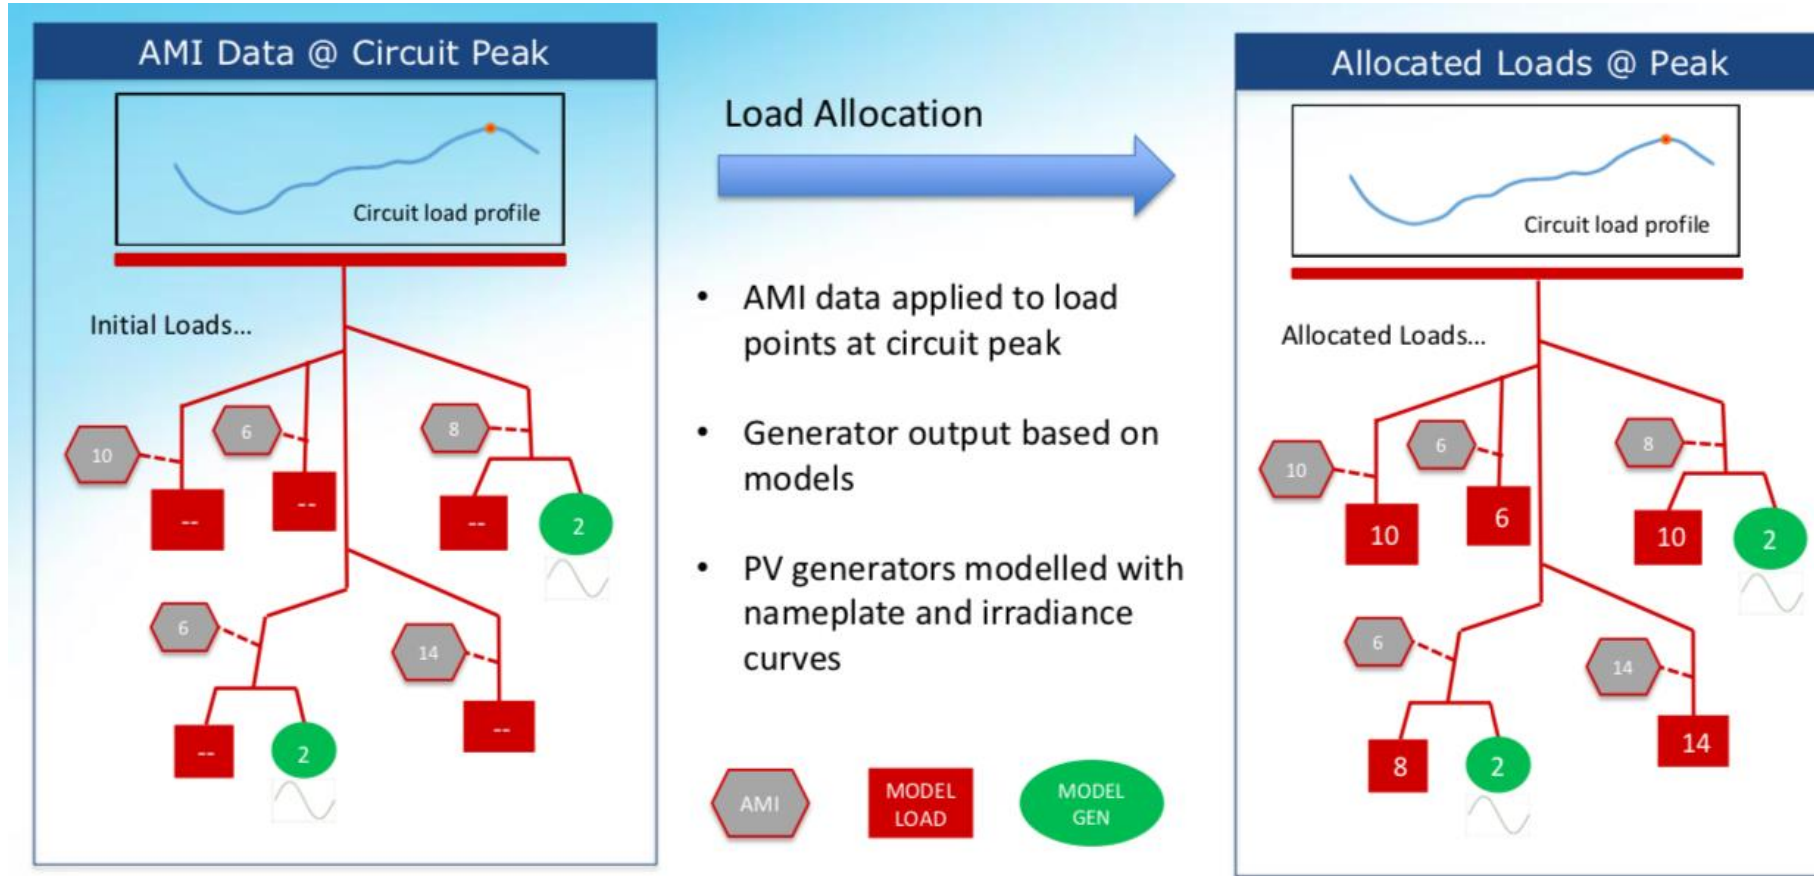 AMI Data @ Circuit Peak
Circuit load profile
Initial Loads...
10
6
8
--
--
--
2
6
14
--
2
--
Load Allocation
• AMI data applied to load
points at circuit peak
• Generator output based on
models
• PV generators modelled with
nameplate and irradiance
curves
AMI
MODEL
LOAD
MODEL
GEN
Allocated Loads @ Peak
Circuit load profile
Allocated Loads...
10
6
8
10
6
10
2
6
14
8
2
14